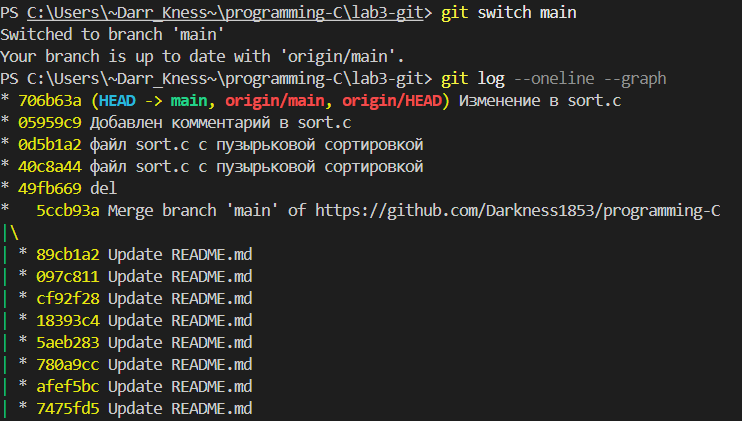 PS C:\Users\~Darr_Kness~\programming-C\lab3-git> git switch main
Switched to branch 'main'
Your branch is up to date with 'origin/main'.
PS C:\Users\~Darr_Kness~\programming-C\lab3-git> git log --oneline --graph
* 706b63a (HEAD -> main, origin/main, origin/HEAD) Изменение в sort.c
* 05959c9 Добавлен комментарий в sort.c
* 0d5b1a2 файл sort.c с пузырьковой сортировкой
* 40c8a44 файл sort.c с пузырьковой сортировкой
* 49fb669 del
*   5ccb93a Merge branch 'main' of https://github.com/Darkness1853/programming-C
|\
| * 89cb1a2 Update README.md
| * 097c811 Update README.md
| * cf92f28 Update README.md
| * 18393c4 Update README.md
| * 5aeb283 Update README.md
| * 780a9cc Update README.md
| * afef5bc Update README.md
| * 7475fd5 Update README.md